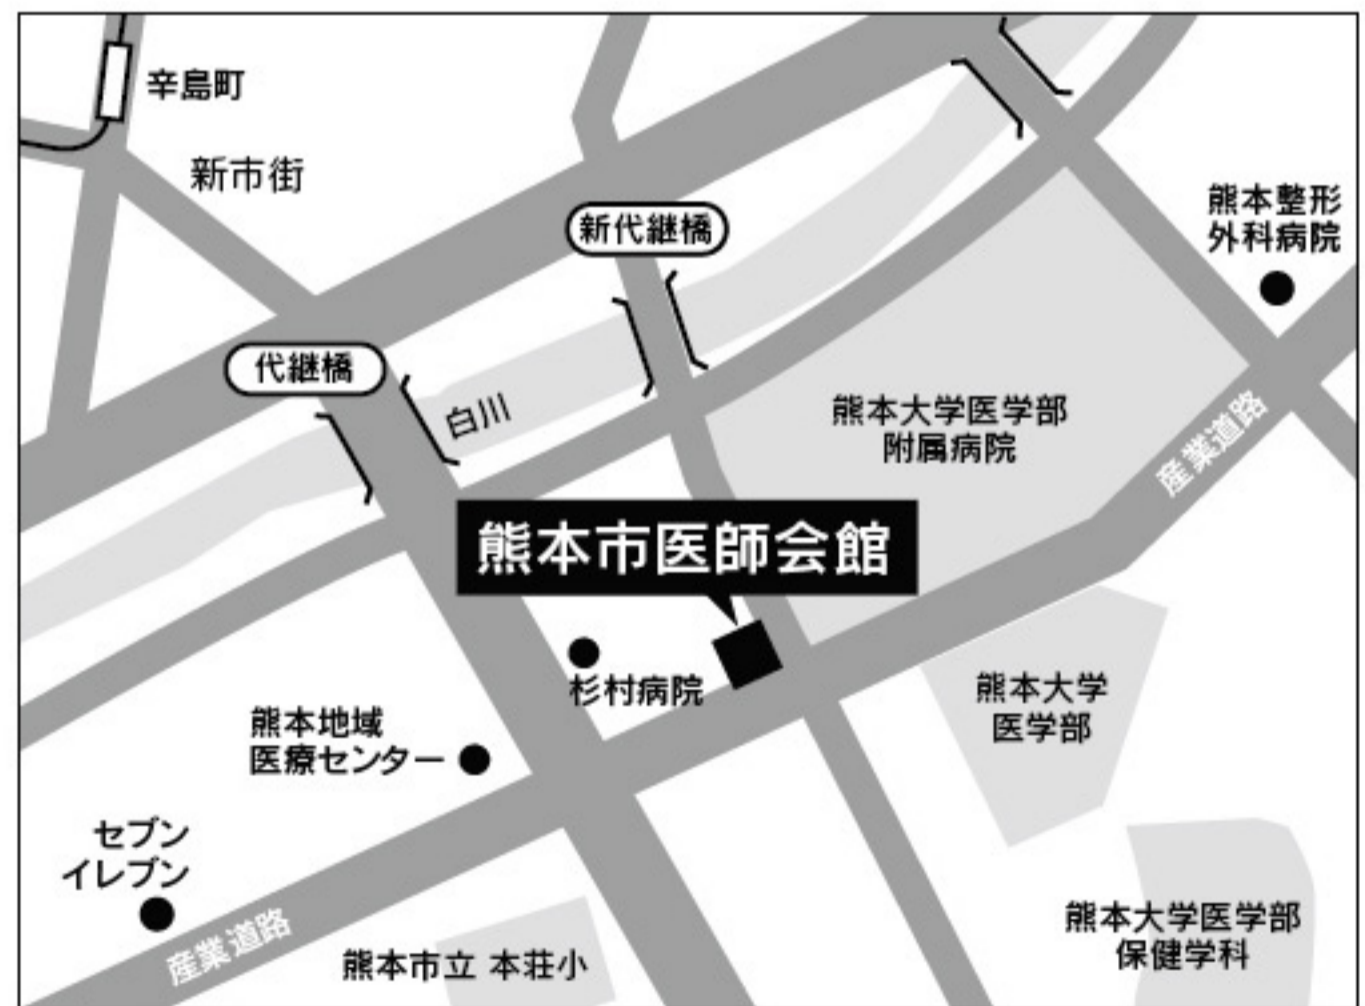 辛島町
新市街
熊本整形
外科病院
新代継橋
代継橋
白川
熊本大学医学部
附属病院
産業道路
熊本市医師会館
杉村病院
熊本大学
医学部
熊本地域
医療センター
セブン
イレブン
産業道路
熊本市立 本荘小
熊本大学医学部
保健学科